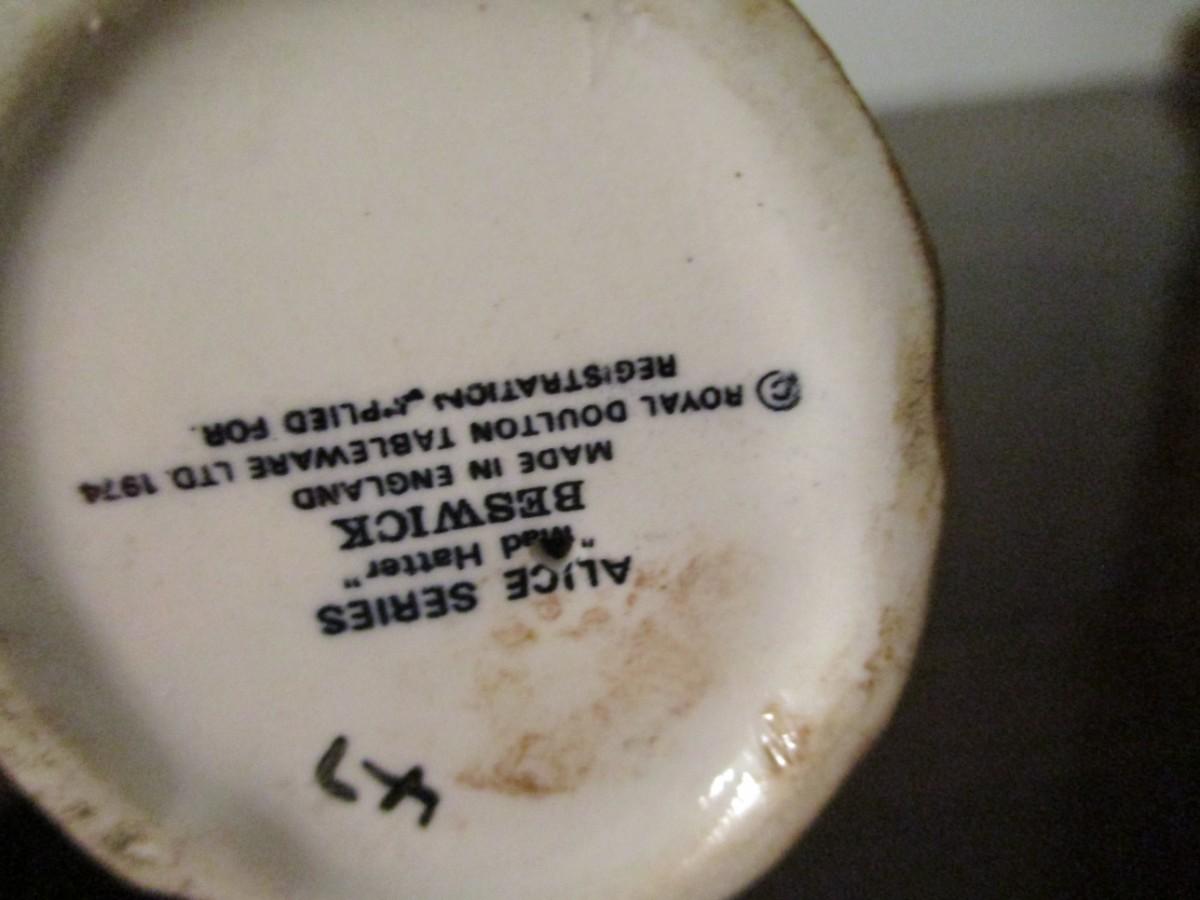 ALICE SERIES
"Mad Hatter"
BESWICK
MADE IN ENGLAND
© ROYAL DOULTON TABLEWARE LTD. 1974
REGISTRATION APPLIED FOR.